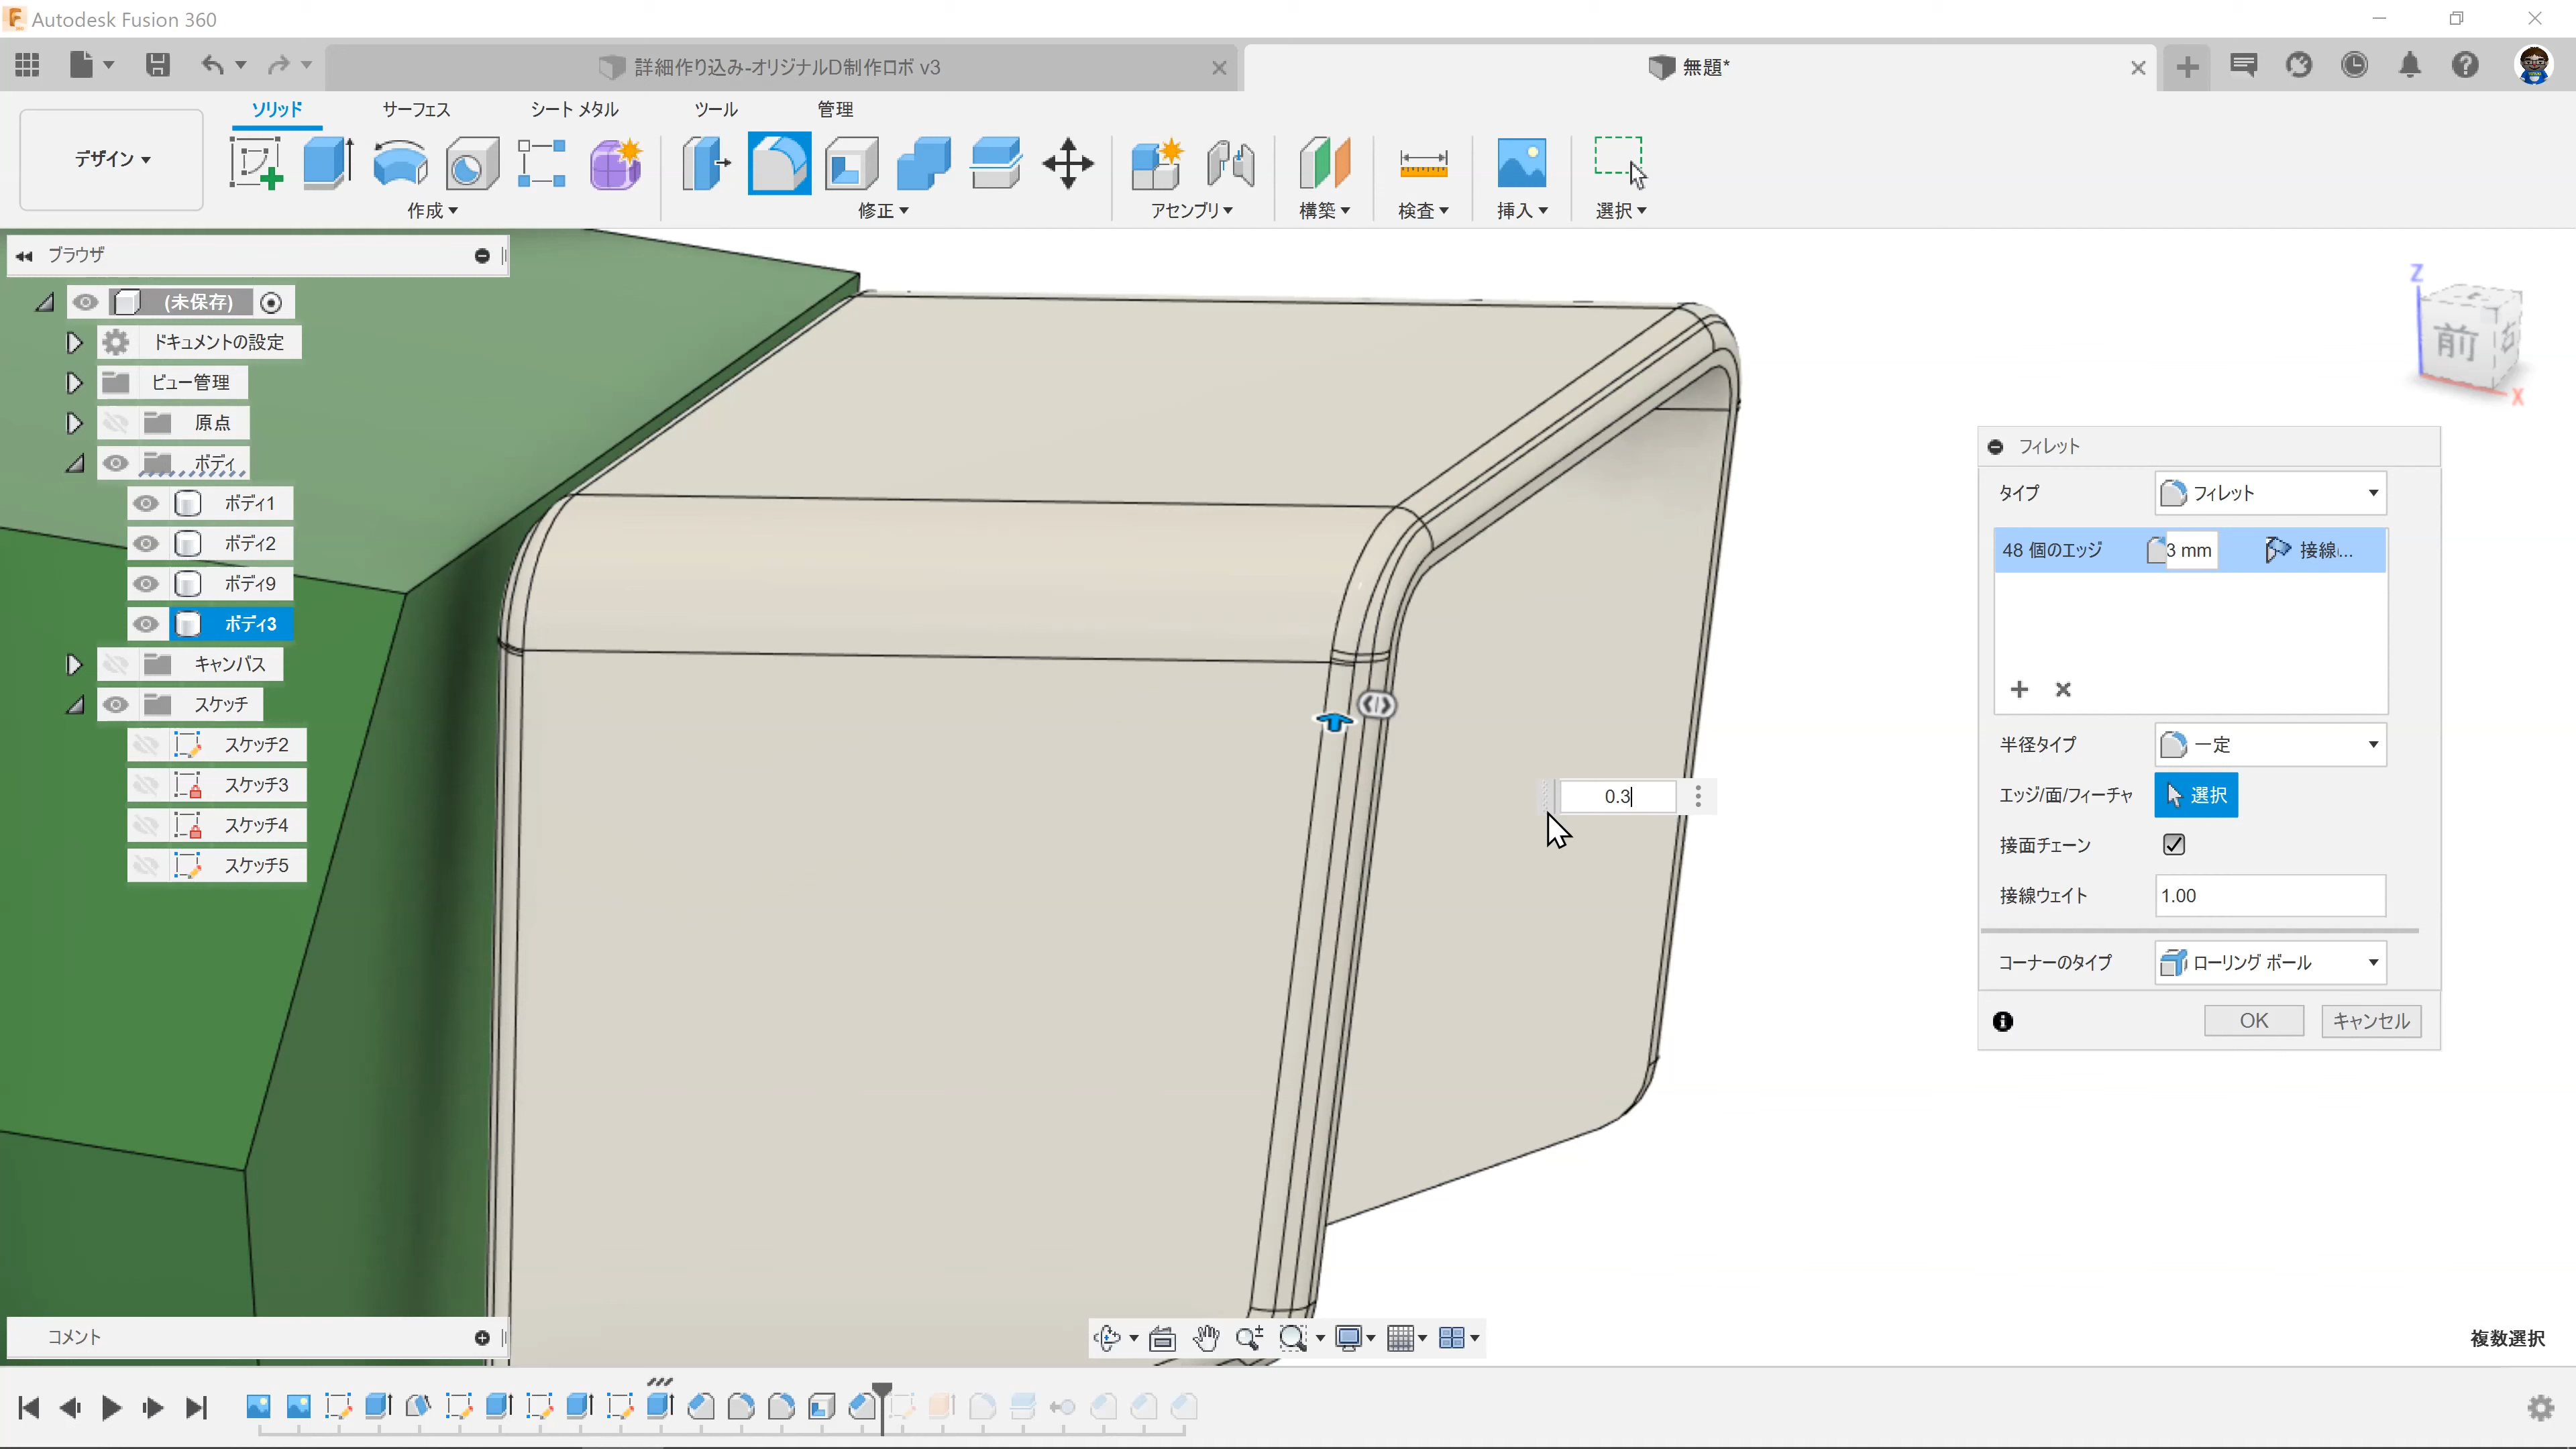 Autodesk Fusion 360
詳細作り込み-オリジナルD制作ロボ v3
無題*
デザイン
ソリッド
サーフェス
シート メタル
ツール
管理
作成
修正
アセンブリ
構築
検査
挿入
選択
ブラウザ
(未保存)
ドキュメントの設定
ビュー管理
原点
ボディ
ボディ1
ボディ2
ボディ9
ボディ3
キャンバス
スケッチ
スケッチ2
スケッチ3
スケッチ4
スケッチ5
Z
前
X
0.3
フィレット
タイプ
フィレット
48 個のエッジ
3 mm
接線...
半径タイプ
一定
エッジ/面/フィーチャ
選択
接面チェーン
接線ウェイト
1.00
コーナーのタイプ
ローリング ボール
OK
キャンセル
コメント
複数選択